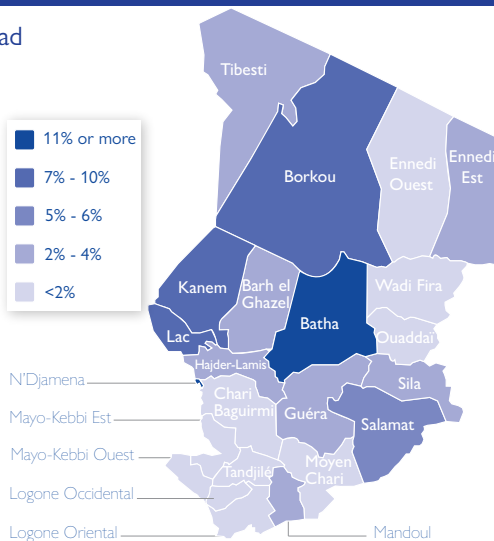 ad
11% or more
7% - 10%
5% - 6%
2% - 4%
<2%
Tibesti
Borkou
Ennedi
Ouest
Ennedi
Est
Kanem
Barh el
Ghazel
Batha
Wadi Fira
Lac
Ouaddaï
Hajder-Lamis
Sila
N'Djamena
Chari
Baguirmi
Guéra
Salamat
Mayo-Kebbi Est
Mayo-Kebbi Ouest
Tandjilé
Moyen
Chari
Logone Occidental
Logone Oriental
Mandoul